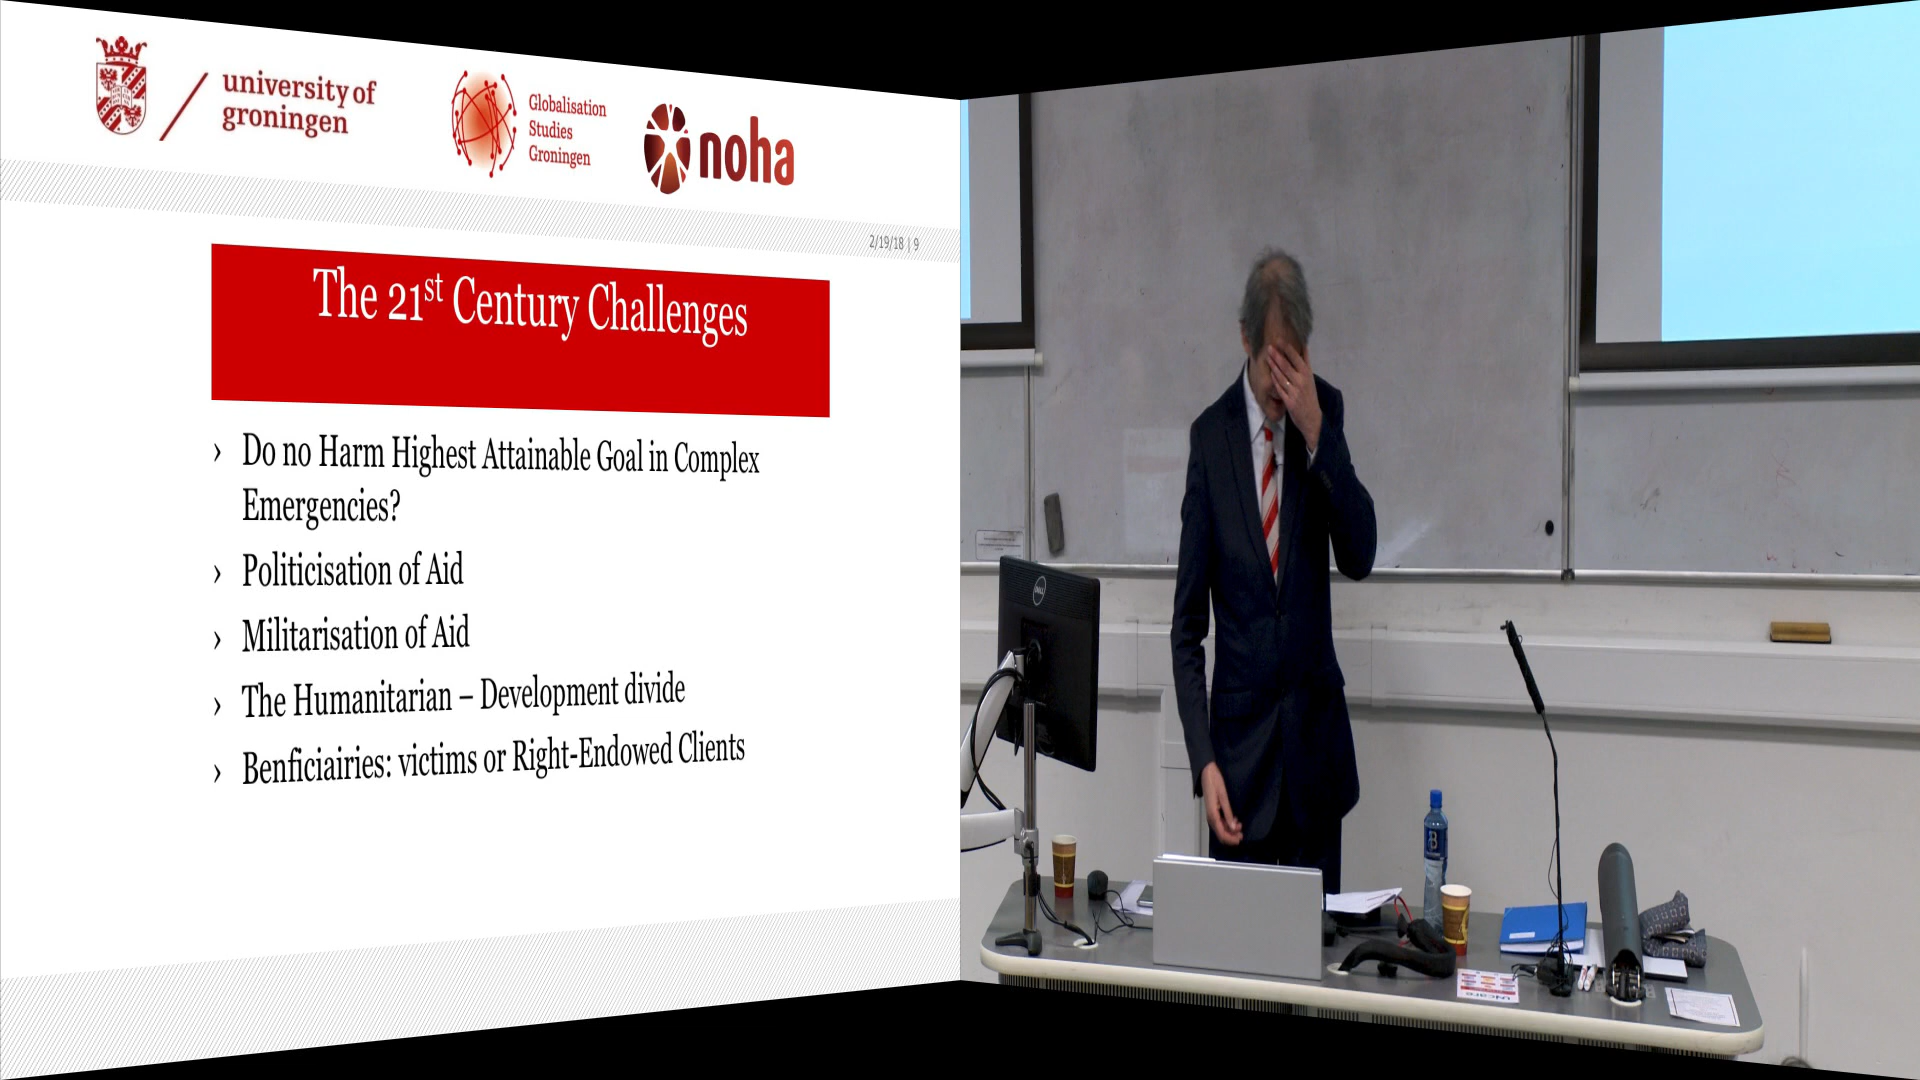 university of
groningen
Globalisation
Studies
Groningen
noha
2/19/18 | 9
The 21st Century Challenges
› Do no Harm Highest Attainable Goal in Complex
Emergencies?
› Politicisation of Aid
› Militarisation of Aid
› The Humanitarian – Development divide
› Benficiairies: victims or Right-Endowed Clients
DELL
B
UNcare